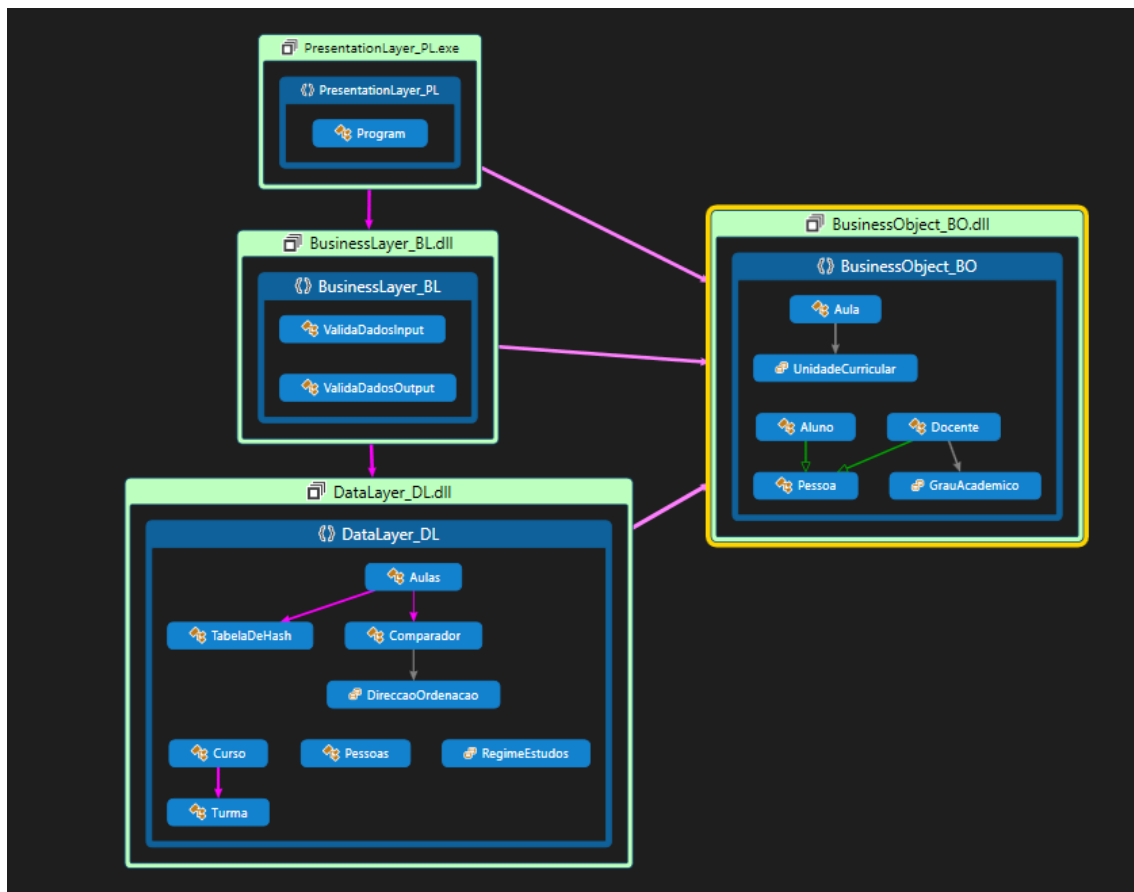 PresentationLayer_PL.exe
PresentationLayer_PL
Program
BusinessLayer_BL.dll
BusinessLayer_BL
ValidaDadosInput
ValidaDadosOutput
BusinessObject_BO.dll
BusinessObject_BO
Aula
UnidadeCurricular
Aluno
Docente
Pessoa
GrauAcademico
DataLayer_DL.dll
DataLayer_DL
Aulas
TabelaDeHash
Comparador
DireccaoOrdenacao
Curso
Pessoas
RegimeEstudos
Turma